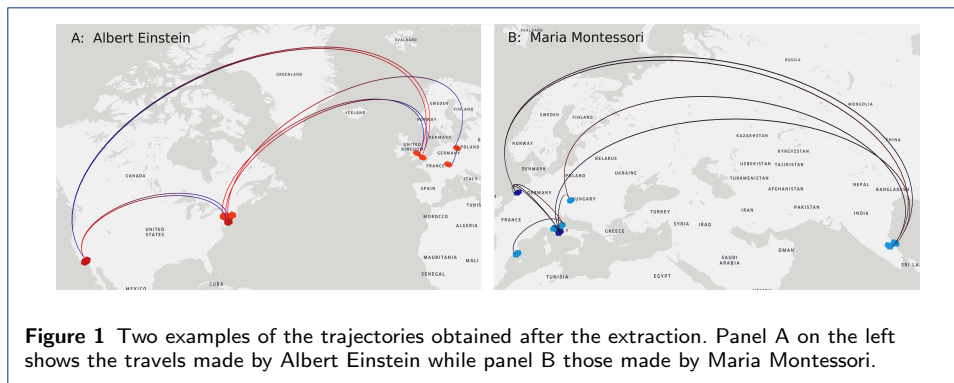 A: Albert Einstein
SVALBARD
GREENLAND
CANADA
ICELAND
SWEDEN
FINLAND
NORWAY
DENMARK
UNITED
KINGDOM
POLAND
GERMANY
FRANCE
ITALY
SPAIN
TUNIS
MOROCCO
ALGERIA
UNITED
STATES
MAURITANIA
MALI
SENEGAL
CUBA
MEXICO
B: Maria Montessori
SVALBARD
RUSSIA
SWEDEN
FINLAND
NORWAY
MONGOLIA
DENMARK
BELARUS
KAZAKHSTAN
CHINA
POLAND
UKRAINE
KYRGYZSTAN
UZBEKISTAN
TAJIKISTAN
TURKMENISTAN
GERMANY
HUNGARY
AFGHANISTAN
NEPAL
BANGLADESH
FRANCE
TURKEY
IRAN
PAKISTAN
INDIA
GREECE
SYRIA
IRAQ
OMAN
SAUDI
ARABIA
TUNISIA
EGYPT
SRI LA
Figure 1 Two examples of the trajectories obtained after the extraction. Panel A on the left
shows the travels made by Albert Einstein while panel B those made by Maria Montessori.